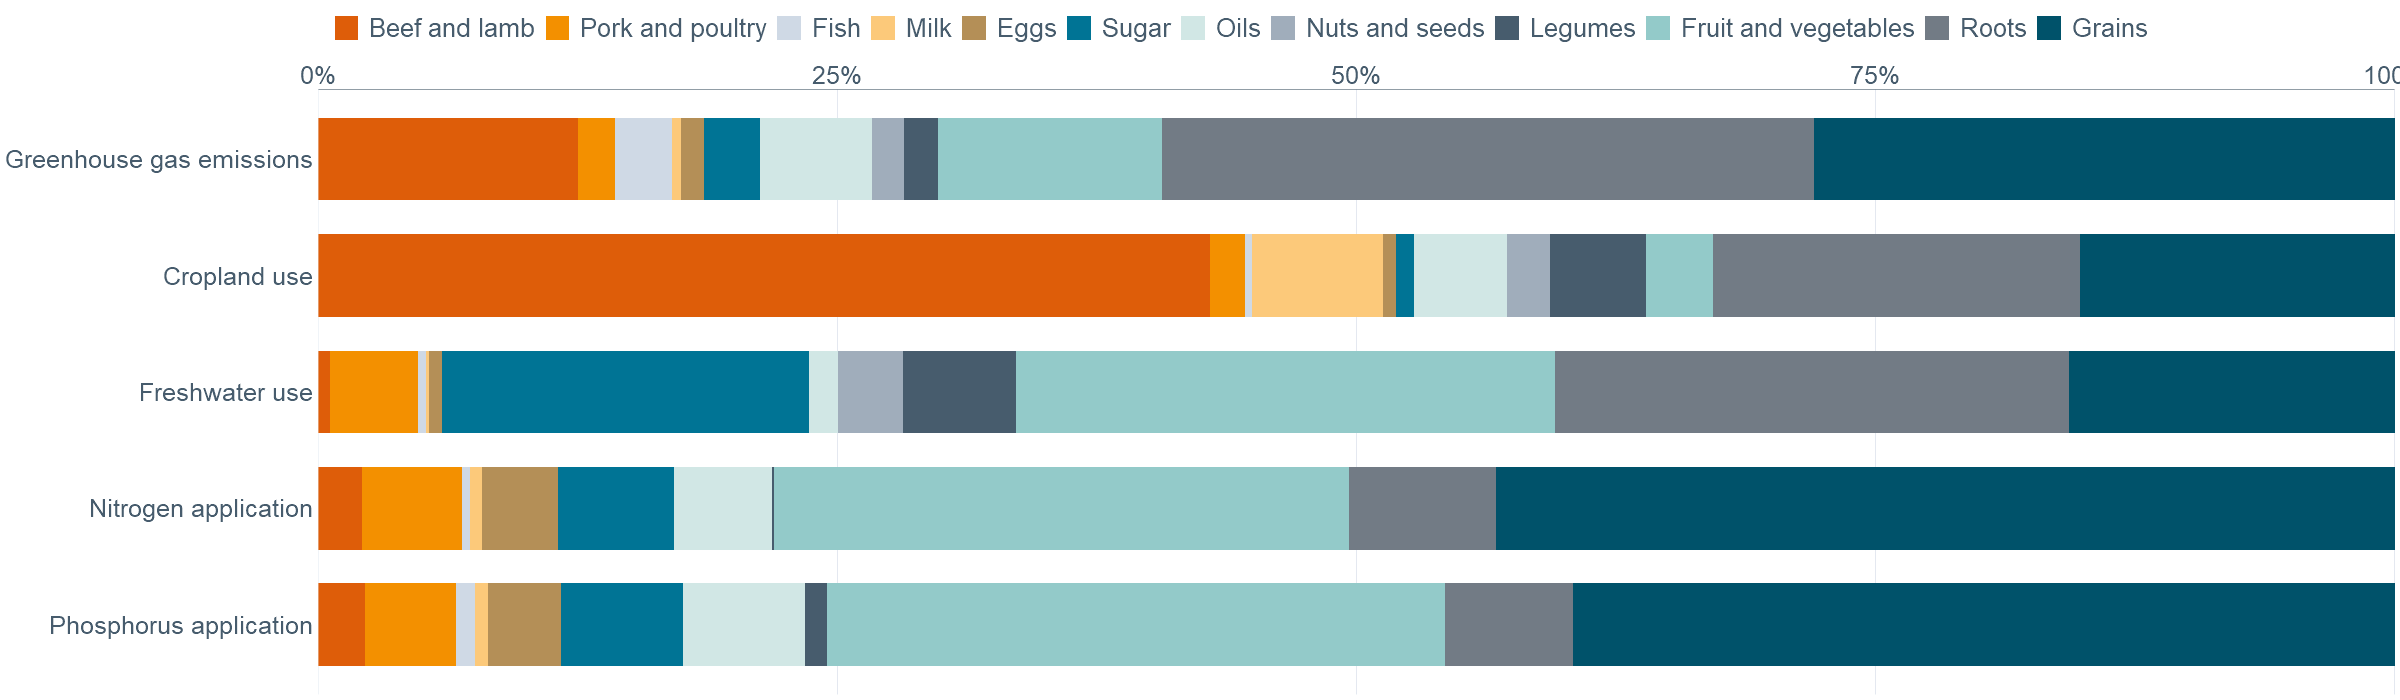 Beef and lamb Pork and poultry Fish Milk Eggs Sugar Oils Nuts and seeds Legumes Fruit and vegetables Roots Grains
0% 25% 50% 75% 100
Greenhouse gas emissions
Cropland use
Freshwater use
Nitrogen application
Phosphorus application